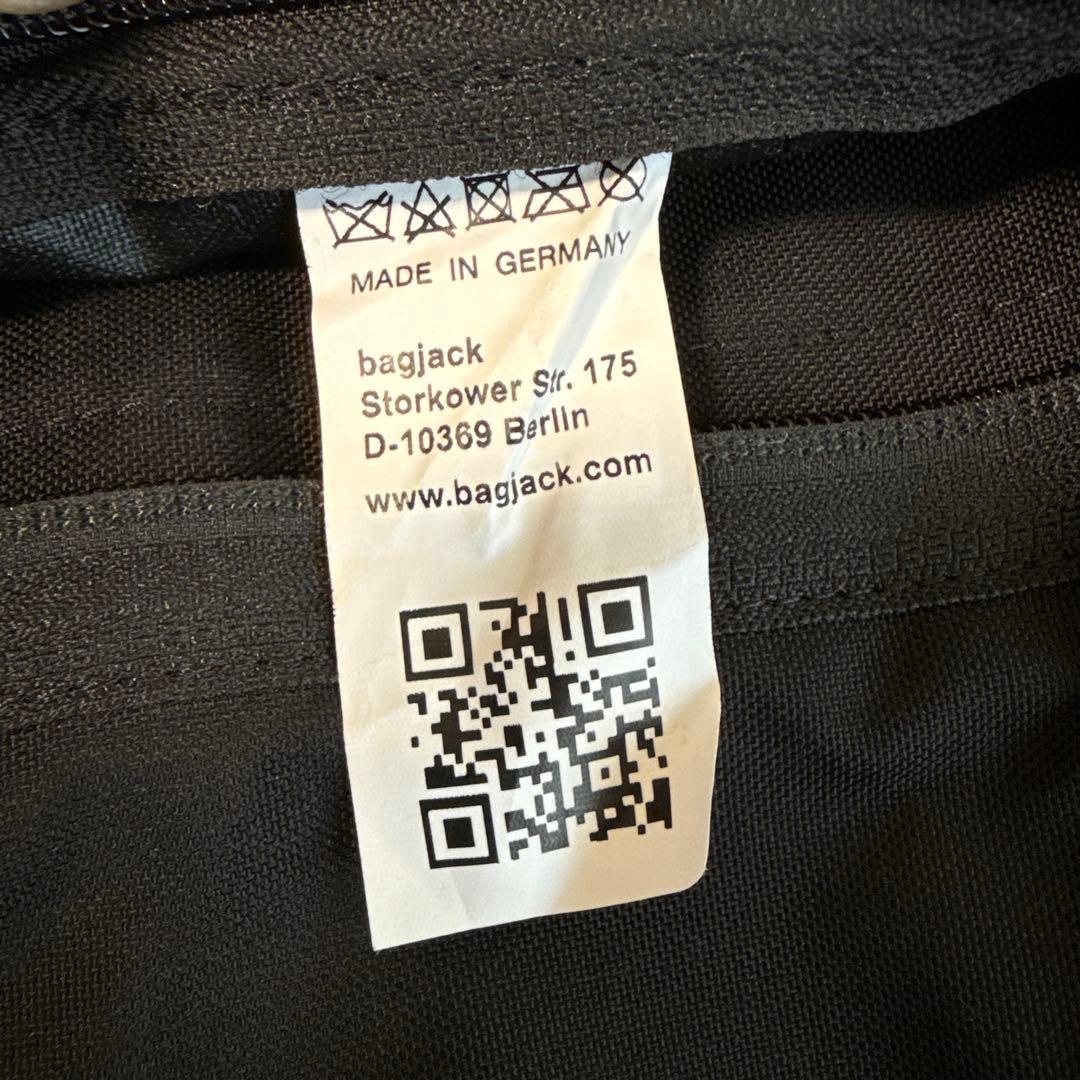 MADE IN GERMANY
bagjack
Storkower Str. 175
D-10369 Berlin
www.bagjack.com